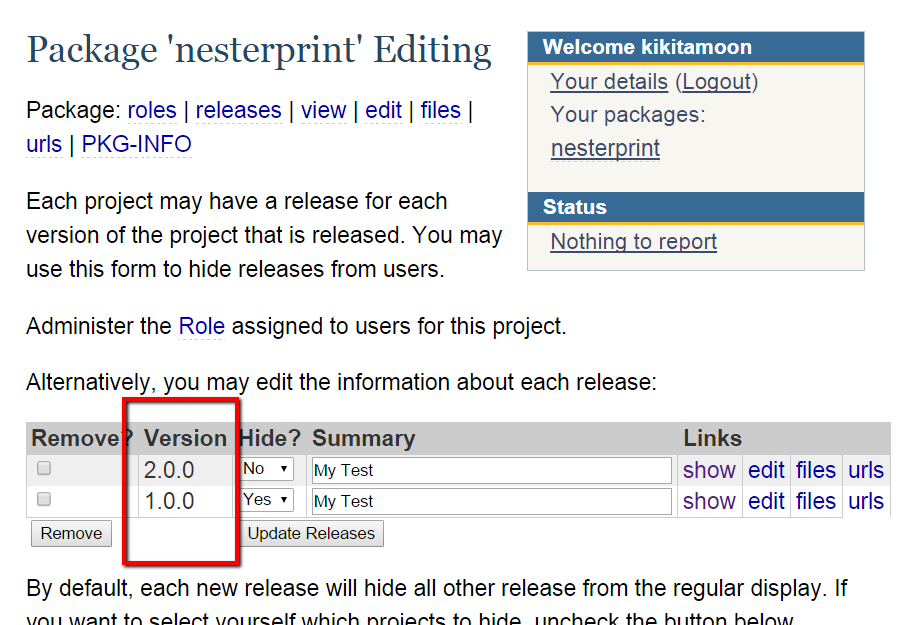 Package 'nesterprint' Editing
Package: roles | releases | view | edit | files |
urls | PKG-INFO
Each project may have a release for each
version of the project that is released. You may
use this form to hide releases from users.
Welcome kikitamoon
Your details (Logout)
Your packages:
nesterprint
Status
Nothing to report
Administer the Role assigned to users for this project.
Alternatively, you may edit the information about each release:
Remove? Version Hide? Summary Links
2.0.0 No My Test show edit files urls
1.0.0 Yes My Test show edit files urls
Remove Update Releases
By default, each new release will hide all other release from the regular display. If
you want to select yourself which projects to hide, uncheck the button below.